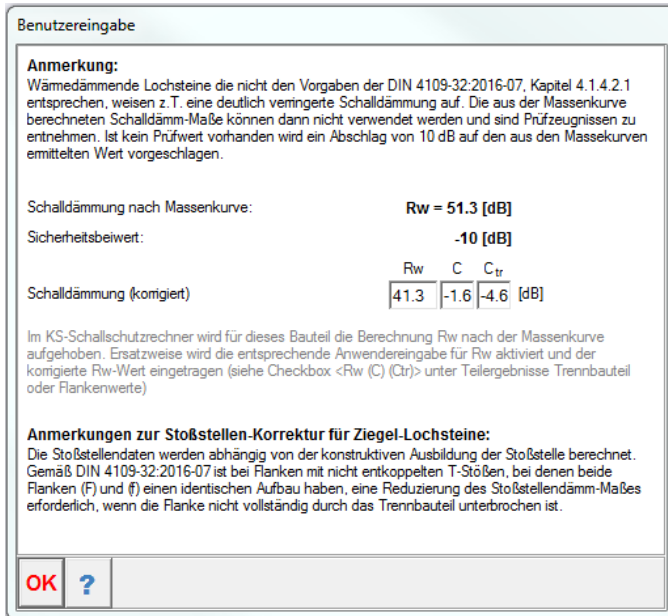 Benutzereingabe
Anmerkung:
Wärmedämmende Lochsteine die nicht den Vorgaben der DIN 4109-32:2016-07, Kapitel 4.1.4.2.1
entsprechen, weisen z.T. eine deutlich verringerte Schalldämmung auf. Die aus der Massenkurve
berechneten Schalldämm-Maße können dann nicht verwendet werden und sind Prüfzeugnissen zu
entnehmen. Ist kein Prüfwert vorhanden wird ein Abschlag von 10 dB auf den aus den Massekurven
ermittelten Wert vorgeschlagen.
Schalldämmung nach Massenkurve: Rw = 51.3 [dB]
Sicherheitsbeiwert: -10 [dB]
Rw C Ctr
Schalldämmung (korrigiert) 41.3 -1.6 -4.6 [dB]
Im KS-Schallschutzrechner wird für dieses Bauteil die Berechnung Rw nach der Massenkurve
aufgehoben. Ersatzweise wird die entsprechende Anwendereingabe für Rw aktiviert und der
korrigierte Rw-Wert eingetragen (siehe Checkbox <Rw (C) (Ctr)> unter Teilergebnisse Trennbauteil
oder Flankenwerte)
Anmerkungen zur Stoßstellen-Korrektur für Ziegel-Lochsteine:
Die Stoßstellendaten werden abhängig von der konstruktiven Ausbildung der Stoßstelle berechnet.
Gemäß DIN 4109-32:2016-07 ist bei Flanken mit nicht entkoppelten T-Stößen, bei denen beide
Flanken (F) und (f) einen identischen Aufbau haben, eine Reduzierung des Stoßstellendämm-Maßes
erforderlich, wenn die Flanke nicht vollständig durch das Trennbauteil unterbrochen ist.
OK ?